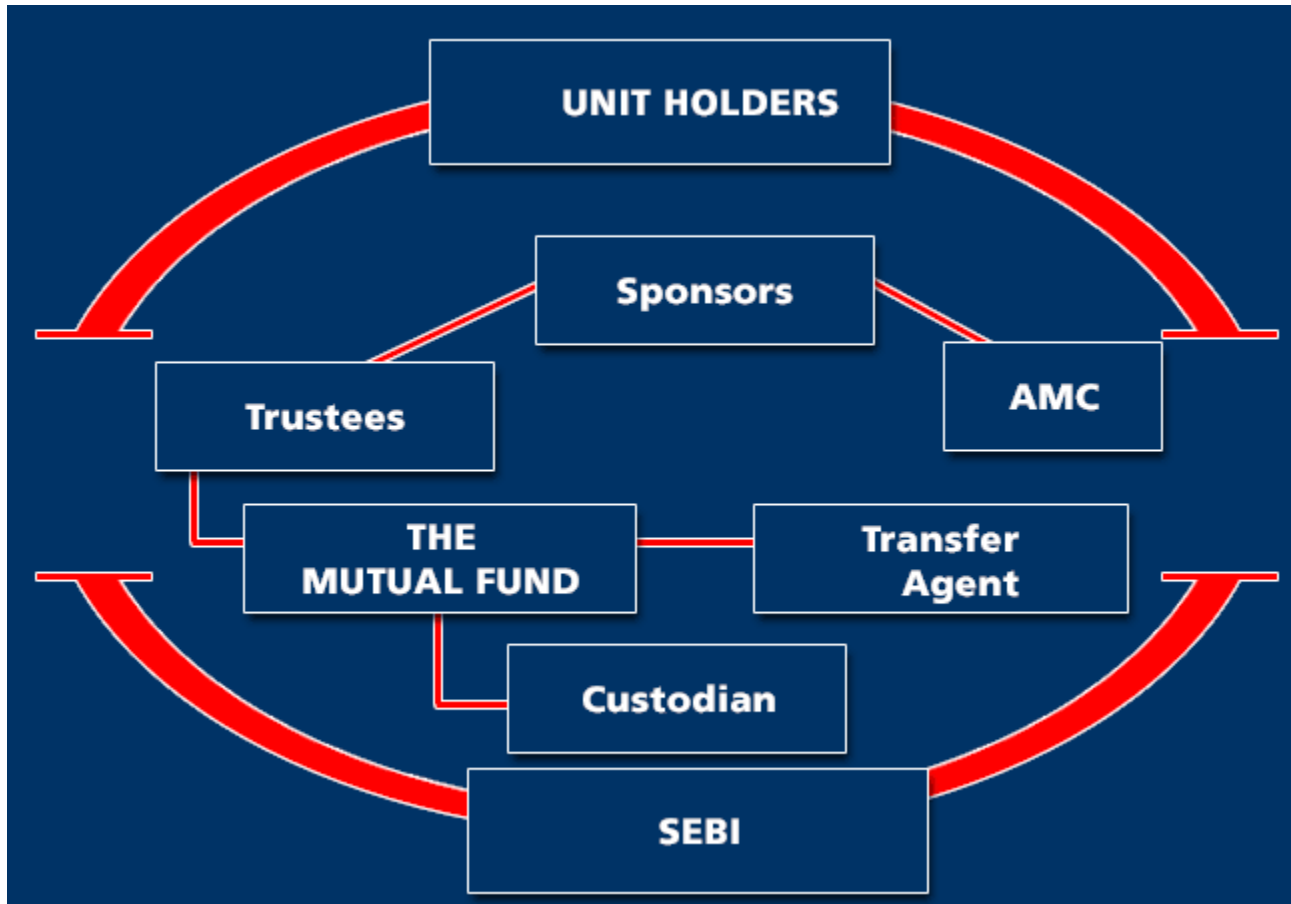 UNIT HOLDERS
Sponsors
Trustees
AMC
THE
MUTUAL FUND
Transfer
Agent
Custodian
SEBI